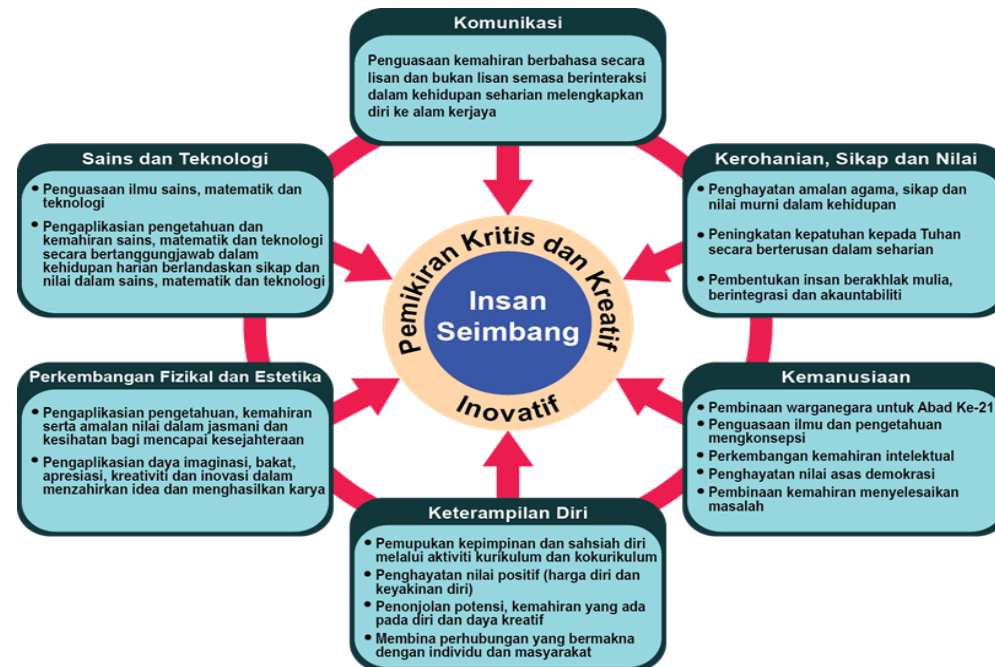 Komunikasi
Penguasaan kemahiran berbahasa secara
lisan dan bukan lisan semasa berinteraksi
dalam kehidupan seharian melengkapkan
diri ke alam kerjaya
Sains dan Teknologi
• Penguasaan ilmu sains, matematik dan
teknologi
• Pengaplikasian pengetahuan dan
kemahiran sains, matematik dan teknologi
secara bertanggungjawab dalam
kehidupan harian berlandaskan sikap dan
nilai dalam sains, matematik dan teknologi
Kerohanian, Sikap dan Nilai
• Penghayatan amalan agama, sikap dan
nilai murni dalam kehidupan
• Peningkatan kepatuhan kepada Tuhan
secara berterusan dalam seharian
• Pembentukan insan berakhlak mulia,
berintegrasi dan akauntabiliti
Pemikiran Kritis dan Kreatif
Insan
Seimbang
Inovatif
Perkembangan Fizikal dan Estetika
• Pengaplikasian pengetahuan, kemahiran
serta amalan nilai dalam jasmani dan
kesihatan bagi mencapai kesejahteraan
• Pengaplikasian daya imaginasi, bakat,
apresiasi, kreativiti dan inovasi dalam
menzahirkan idea dan menghasilkan karya
Kemanusiaan
• Pembinaan warganegara untuk Abad Ke-21
• Penguasaan ilmu dan pengetahuan
mengkonsepsi
• Perkembangan kemahiran intelektual
• Penghayatan nilai asas demokrasi
• Pembinaan kemahiran menyelesaikan
masalah
Keterampilan Diri
• Pemupukan kepimpinan dan sahsiah diri
melalui aktiviti kurikulum dan kokurikulum
• Penghayatan nilai positif (harga diri dan
keyakinan diri)
• Penonjolan potensi, kemahiran yang ada
pada diri dan daya kreatif
• Membina perhubungan yang bermakna
dengan individu dan masyarakat